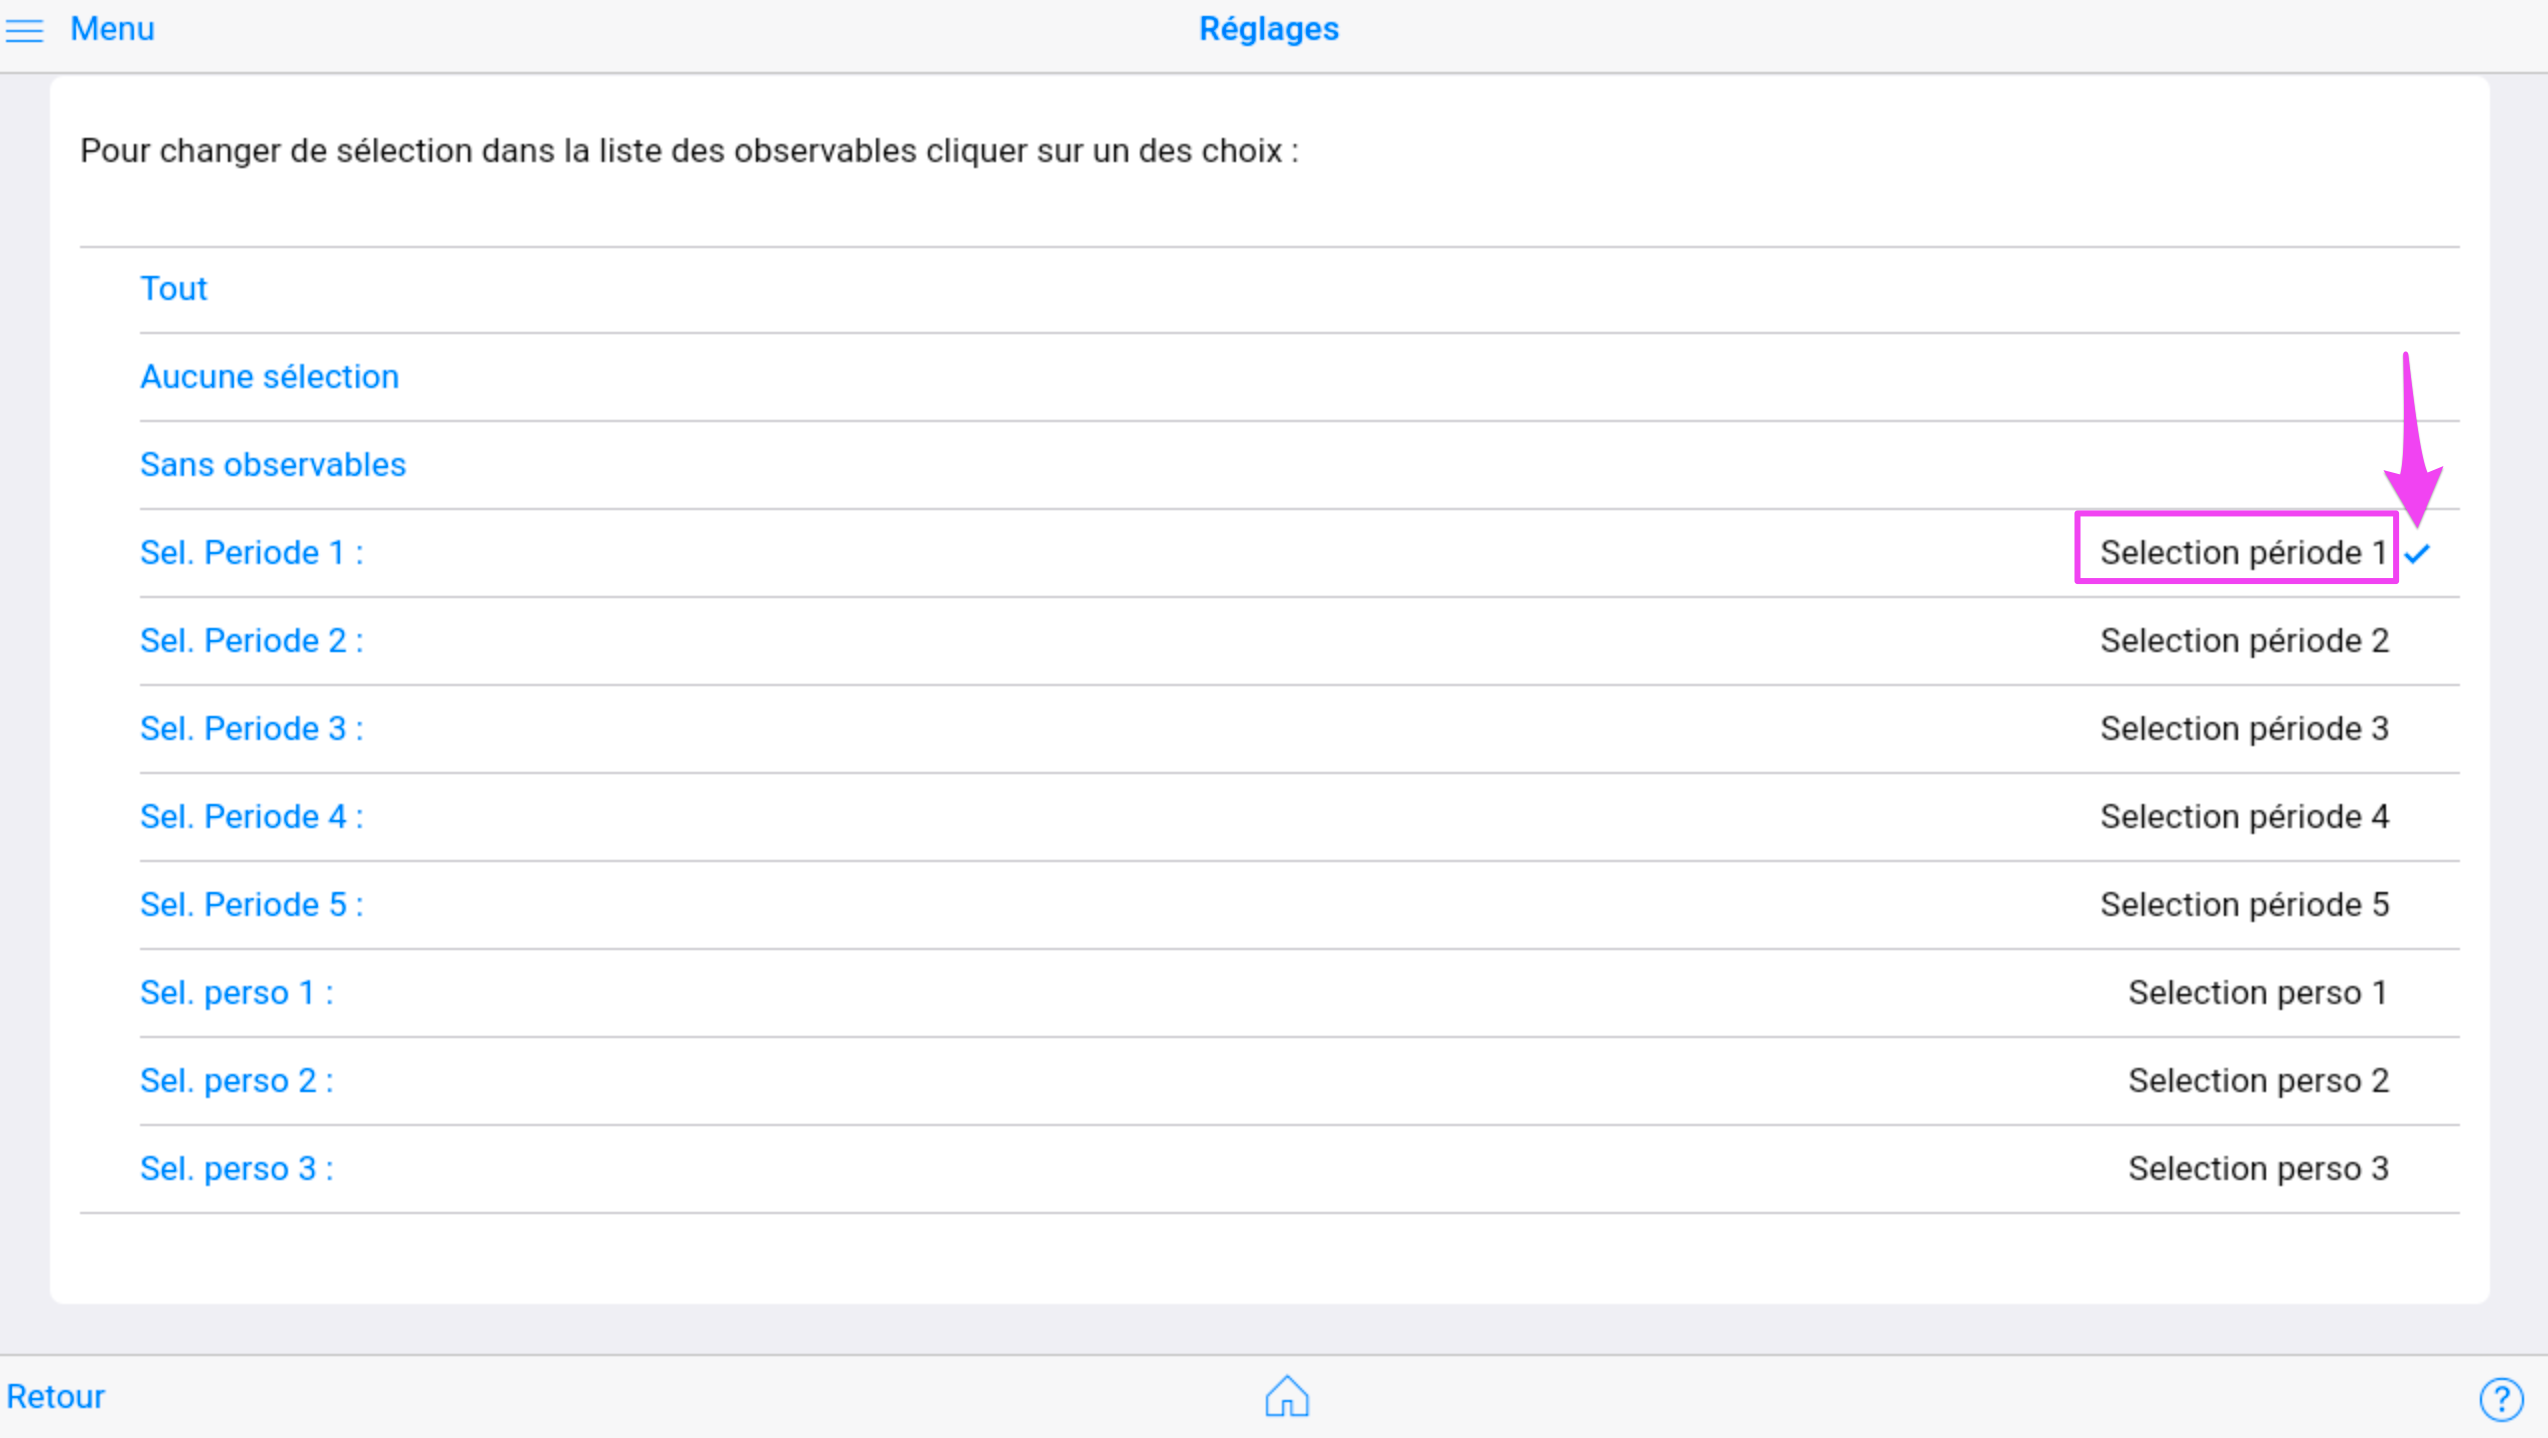 Menu
Réglages
Pour changer de sélection dans la liste des observables cliquer sur un des choix :
Tout
Aucune sélection
Sans observables
Sel. Periode 1 : Selection période 1
Sel. Periode 2 : Selection période 2
Sel. Periode 3 : Selection période 3
Sel. Periode 4 : Selection période 4
Sel. Periode 5 : Selection période 5
Sel. perso 1 : Selection perso 1
Sel. perso 2 : Selection perso 2
Sel. perso 3 : Selection perso 3
Retour
?